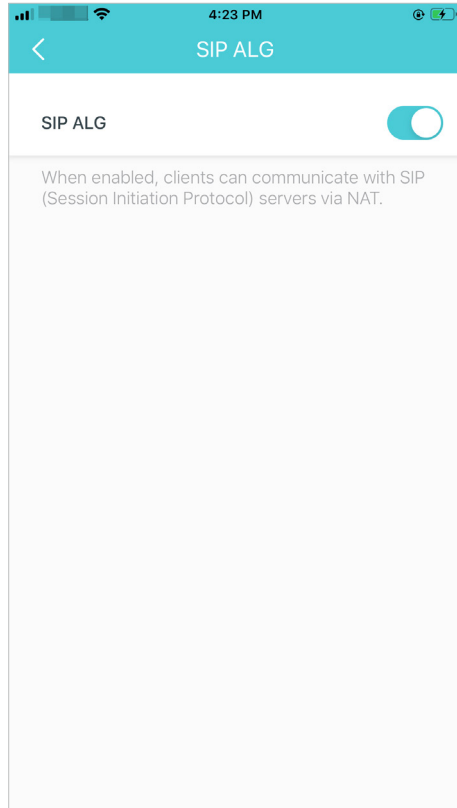 4:23 PM
SIP ALG
SIP ALG
When enabled, clients can communicate with SIP
(Session Initiation Protocol) servers via NAT.